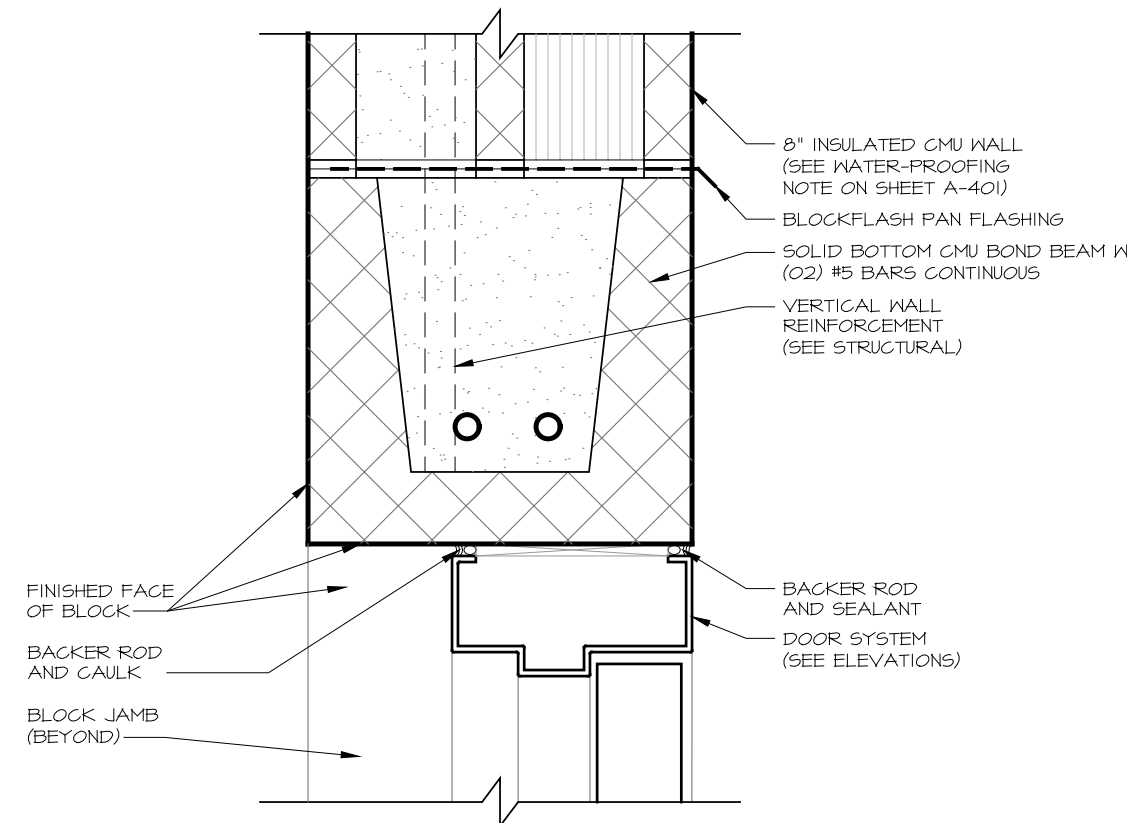 8" INSULATED CMU WALL
(SEE WATER-PROOFING
NOTE ON SHEET A-401)
BLOCKFLASH PAN FLASHING
SOLID BOTTOM CMU BOND BEAM W
(02) #5 BARS CONTINUOUS
VERTICAL WALL
REINFORCEMENT
(SEE STRUCTURAL)
FINISHED FACE
OF BLOCK
BACKER ROD
AND CAULK
BLOCK JAMB
(BEYOND)
BACKER ROD
AND SEALANT
DOOR SYSTEM
(SEE ELEVATIONS)